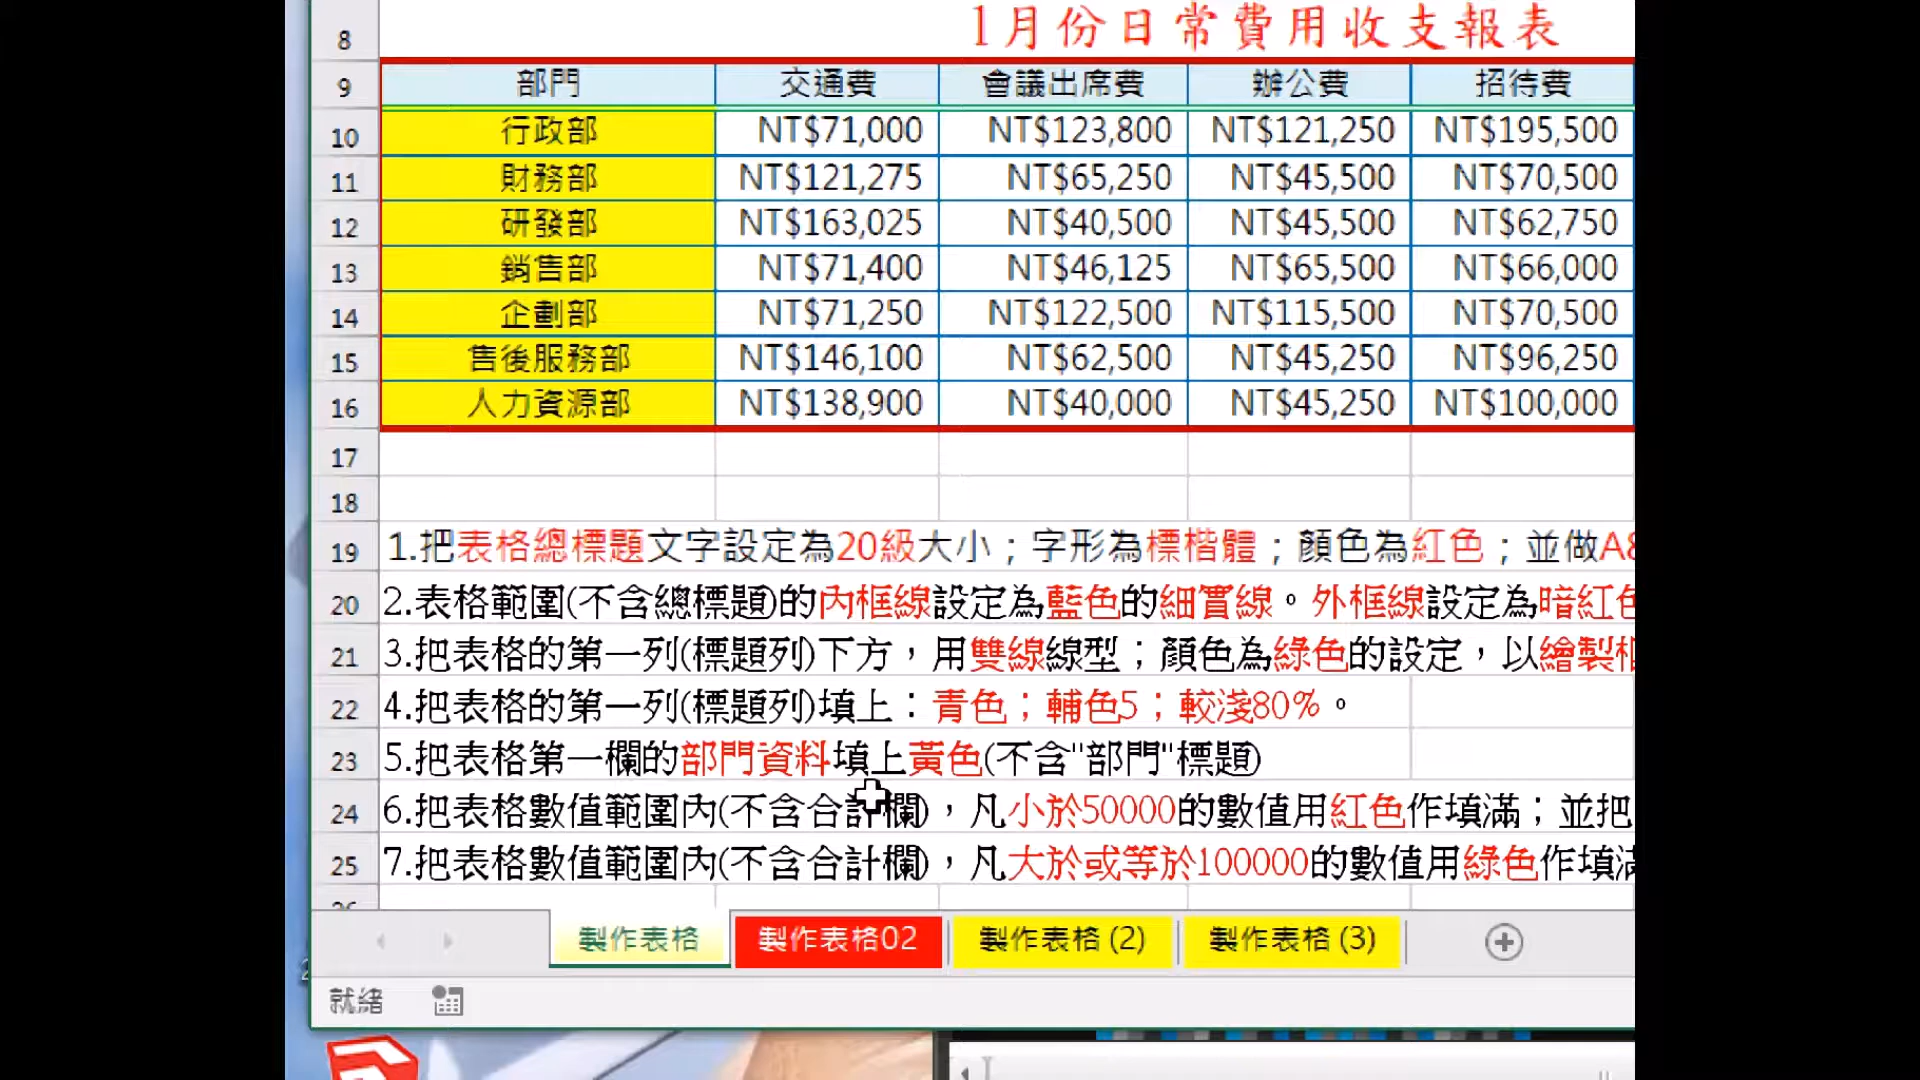 8 1月份日常費用收支報表
9 部門 交通費 會議出席費 辦公費 招待費
10 行政部 NT$71,000 NT$123,800 NT$121,250 NT$195,500
11 財務部 NT$121,275 NT$65,250 NT$45,500 NT$70,500
12 研發部 NT$163,025 NT$40,500 NT$45,500 NT$62,750
13 銷售部 NT$71,400 NT$46,125 NT$65,500 NT$66,000
14 企劃部 NT$71,250 NT$122,500 NT$115,500 NT$70,500
15 售後服務部 NT$146,100 NT$62,500 NT$45,250 NT$96,250
16 人力資源部 NT$138,900 NT$40,000 NT$45,250 NT$100,000
17
18
19 1.把表格總標題文字設定為20級大小；字形為標楷體；顏色為紅色；並做A8
20 2.表格範圍(不含總標題)的內框線設定為藍色的細實線。外框線設定為暗紅色
21 3.把表格的第一列(標題列)下方，用雙線線型；顏色為綠色的設定，以繪製框
22 4.把表格的第一列(標題列)填上：青色；輔色5；較淺80%。
23 5.把表格第一欄的部門資料填上黃色(不含"部門"標題)
24 6.把表格數值範圍內(不含合計欄)，凡小於50000的數值用紅色作填滿；並把
25 7.把表格數值範圍內(不含合計欄)，凡大於或等於100000的數值用綠色作填滿
製作表格 製作表格02 製作表格 (2) 製作表格 (3)
就緒